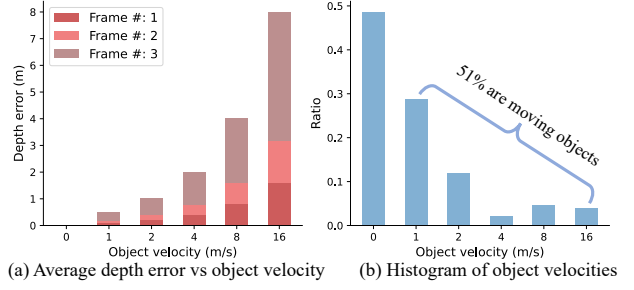 Depth error (m)
8
7
6
5
4
3
2
1
0
Frame #: 1
Frame #: 2
Frame #: 3
0 1 2 4 8 16
Object velocity (m/s)
(a) Average depth error vs object velocity
Ratio
0.5
0.4
0.3
0.2
0.1
0.0
51% are moving objects
0 1 2 4 8 16
Object velocity (m/s)
(b) Histogram of object velocities